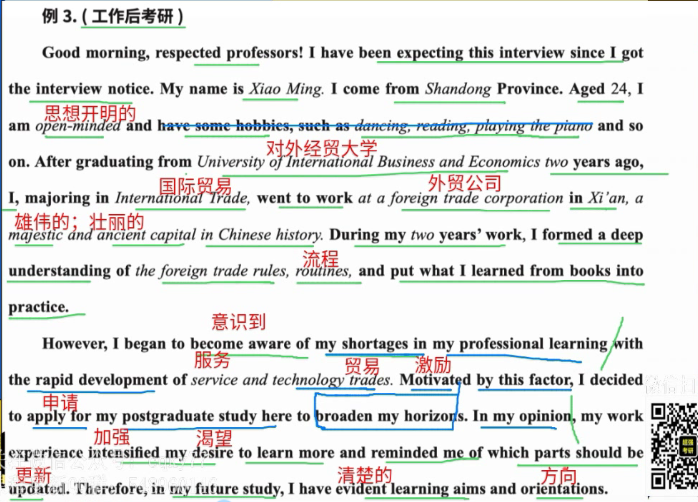 例 3. ( 工作后考研 )
Good morning, respected professors! I have been expecting this interview since I got
the interview notice. My name is Xiao Ming. I come from Shandong Province. Aged 24, I
思想开明的
am open-minded and have some hobbies, such as dancing, reading, playing the piano and so
对外经贸大学
on. After graduating from University of International Business and Economics two years ago,
国际贸易 外贸公司
I, majoring in International Trade, went to work at a foreign trade corporation in Xi'an, a
雄伟的；壮丽的
majestic and ancient capital in Chinese history. During my two years' work, I formed a deep
流程
understanding of the foreign trade rules, routines, and put what I learned from books into
practice.
意识到
However, I began to become aware of my shortages in my professional learning with
服务 贸易 激励
the rapid development of service and technology trades. Motivated by this factor, I decided
申请
to apply for my postgraduate study here to broaden my horizons. In my opinion, my work
加强 渴望
experience intensified my desire to learn more and reminded me of which parts should be
更新 清楚的 方向
updated. Therefore, in my future study, I have evident learning aims and orientations.